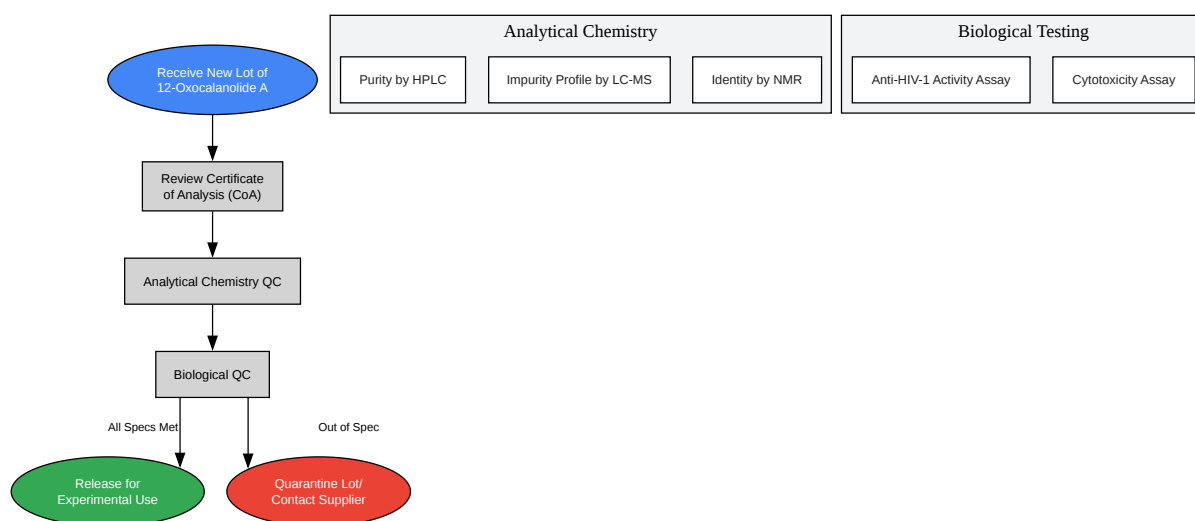 Receive New Lot of
12-Oxocalanolide A
Review Certificate
of Analysis (CoA)
Analytical Chemistry QC
Biological QC
All Specs Met
Out of Spec
Release for
Experimental Use
Quarantine Lot/
Contact Supplier
Analytical Chemistry
Purity by HPLC
Impurity Profile by LC-MS
Identity by NMR
Biological Testing
Anti-HIV-1 Activity Assay
Cytotoxicity Assay